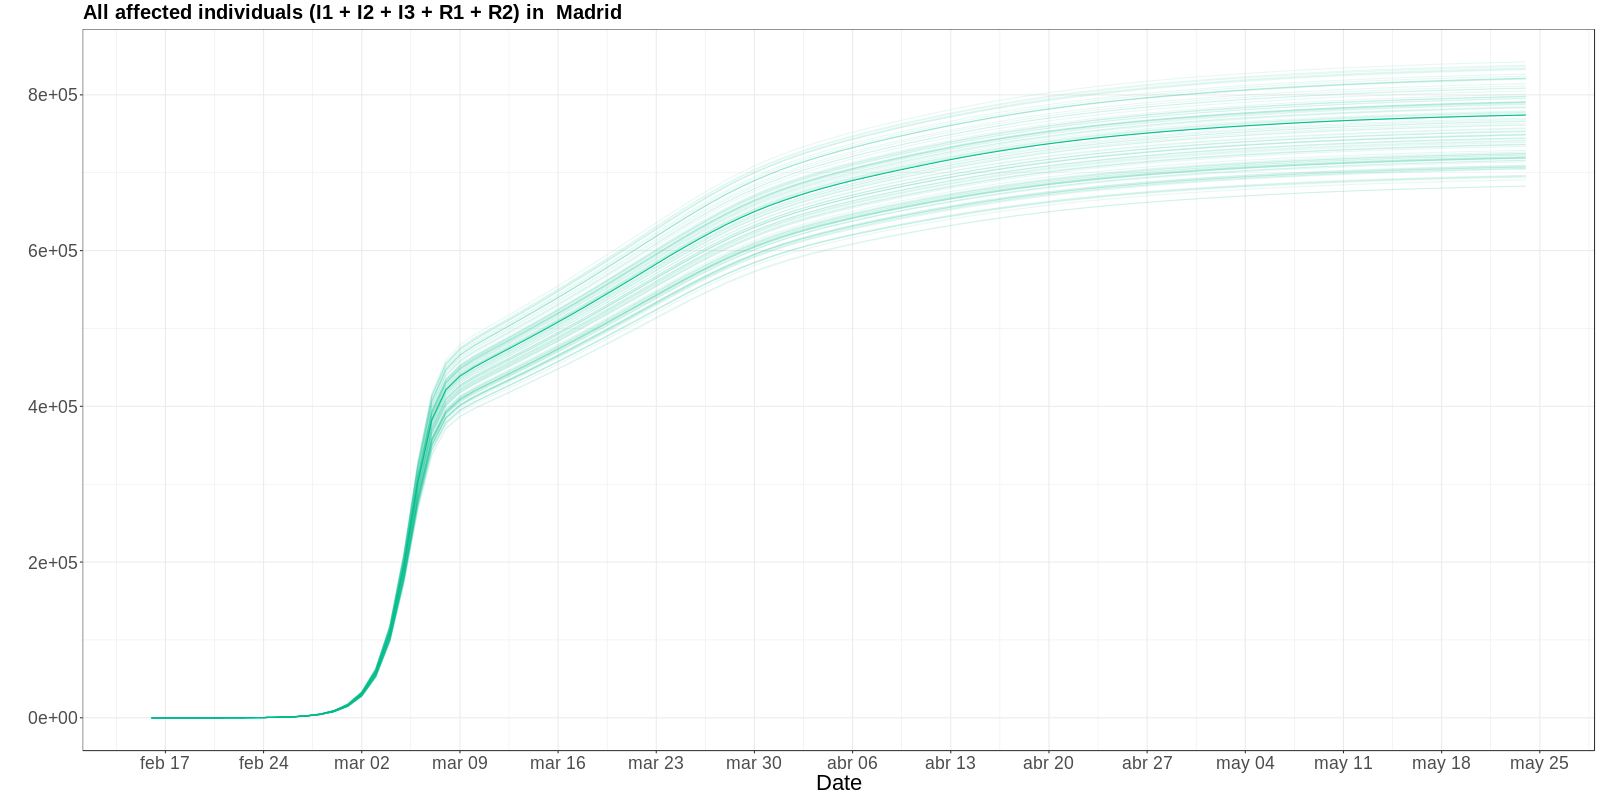 All affected individuals (I1 + I2 + I3 + R1 + R2) in  Madrid
8e+05
6e+05
4e+05
2e+05
0e+00
feb 17 feb 24 mar 02 mar 09 mar 16 mar 23 mar 30 abr 06 abr 13 abr 20 abr 27 may 04 may 11 may 18 may 25
Date